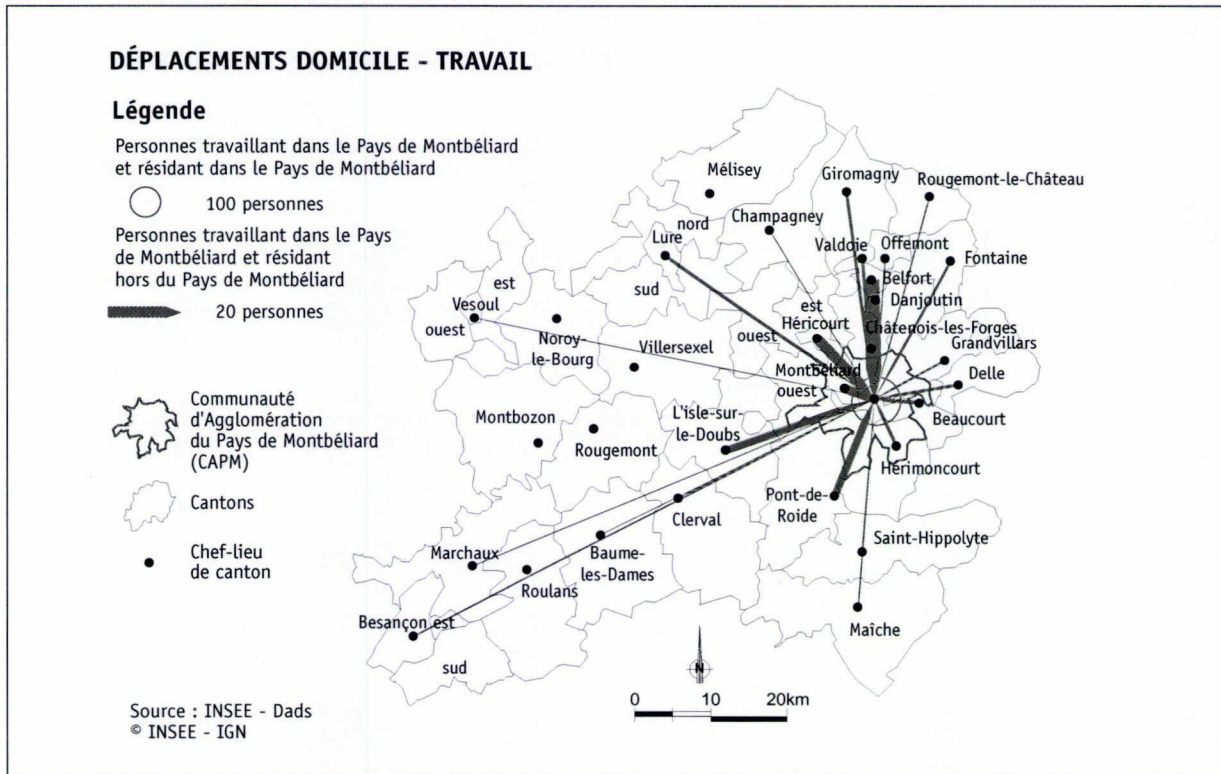 DÉPLACEMENTS DOMICILE - TRAVAIL
Légende
Personnes travaillant dans le Pays de Montbéliard
et résidant dans le Pays de Montbéliard
100 personnes
Personnes travaillant dans le Pays
de Montbéliard et résidant
hors du Pays de Montbéliard
20 personnes
Communauté
d'Agglomération
du Pays de Montbéliard
(CAPM)
Cantons
Chef-lieu
de canton
Mélisey
Giromagny
Rougemont-le-Château
nord
Champagney
Lure
Valdoie
Offemont
Fontaine
est
sud
Belfort
Danjoutin
Vesoul
ouest
est
Héricourt
Châtenois-les-Forges
Noroy-
le-Bourg
Villersexel
ouest
Grandvillars
Montbéliard
ouest
Delle
Montbozon
L'isle-sur-
le-Doubs
Beaucourt
Rougemont
Hérimoncourt
Clerval
Pont-de-
Roide
Marchaux
Baume-
les-Dames
Saint-Hippolyte
Roulans
Besançon est
Maîche
sud
N
0 10 20km
Source : INSEE - Dads
© INSEE - IGN